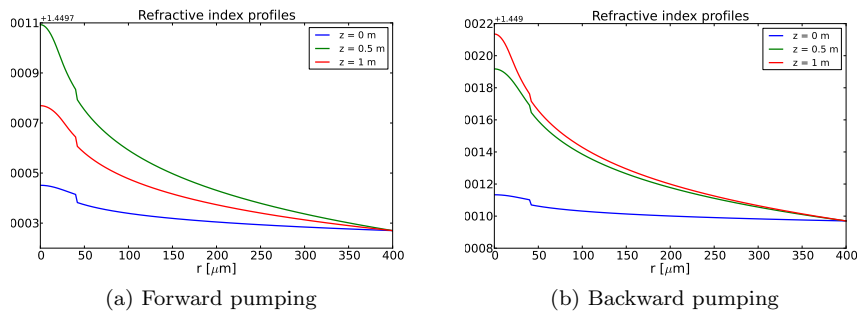 Refractive index profiles
+1.4497
0011
0009
0007
0005
0003
z = 0 m
z = 0.5 m
z = 1 m
0 50 100 150 200 250 300 350 400
r [μm]
(a) Forward pumping
Refractive index profiles
+1.449
0022
0020
0018
0016
0014
0012
0010
0008
z = 0 m
z = 0.5 m
z = 1 m
0 50 100 150 200 250 300 350 400
r [μm]
(b) Backward pumping